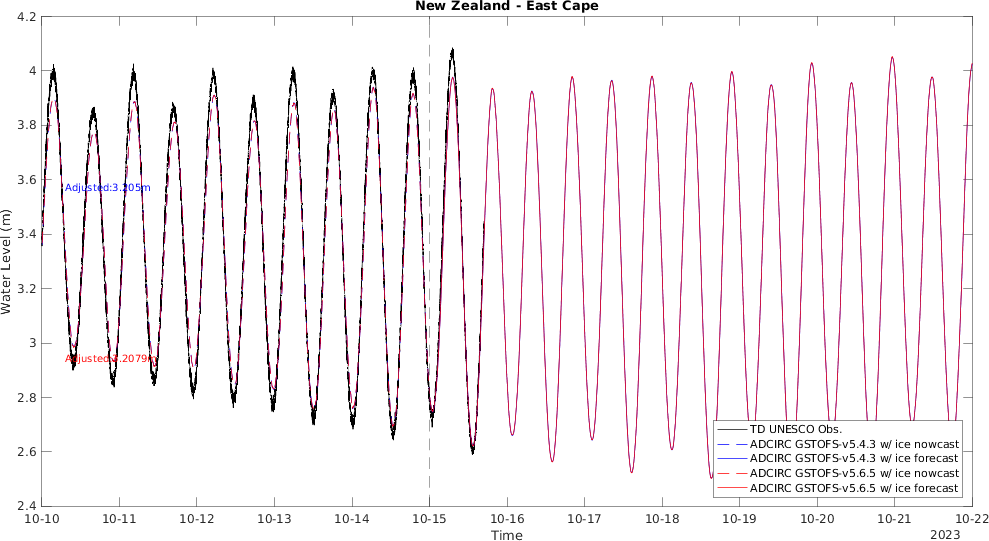 New Zealand - East Cape
Water Level (m)
4.2
4
3.8
3.6
3.4
3.2
3
2.8
2.6
2.4
Adjusted:3.205m
Adjusted:3.2079m
TD UNESCO Obs.
ADCIRC GSTOFS-v5.4.3 w/ ice nowcast
ADCIRC GSTOFS-v5.4.3 w/ ice forecast
ADCIRC GSTOFS-v5.6.5 w/ ice nowcast
ADCIRC GSTOFS-v5.6.5 w/ ice forecast
10-10 10-11 10-12 10-13 10-14 10-15 10-16 10-17 10-18 10-19 10-20 10-21 10-22
Time
2023